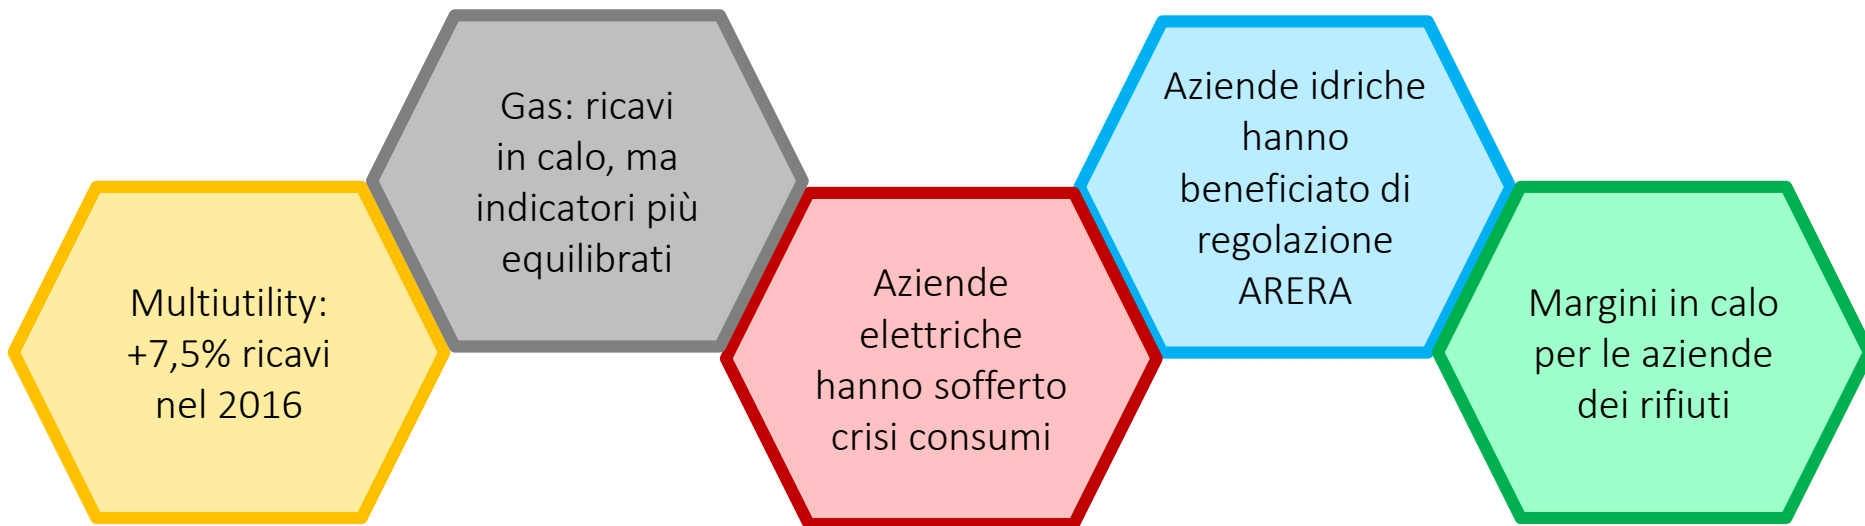 Multiutility:
+7,5% ricavi
nel 2016
Gas: ricavi
in calo, ma
indicatori più
equilibrati
Aziende
elettriche
hanno sofferto
crisi consumi
Aziende idriche
hanno
beneficiato di
regolazione
ARERA
Margini in calo
per le aziende
dei rifiuti